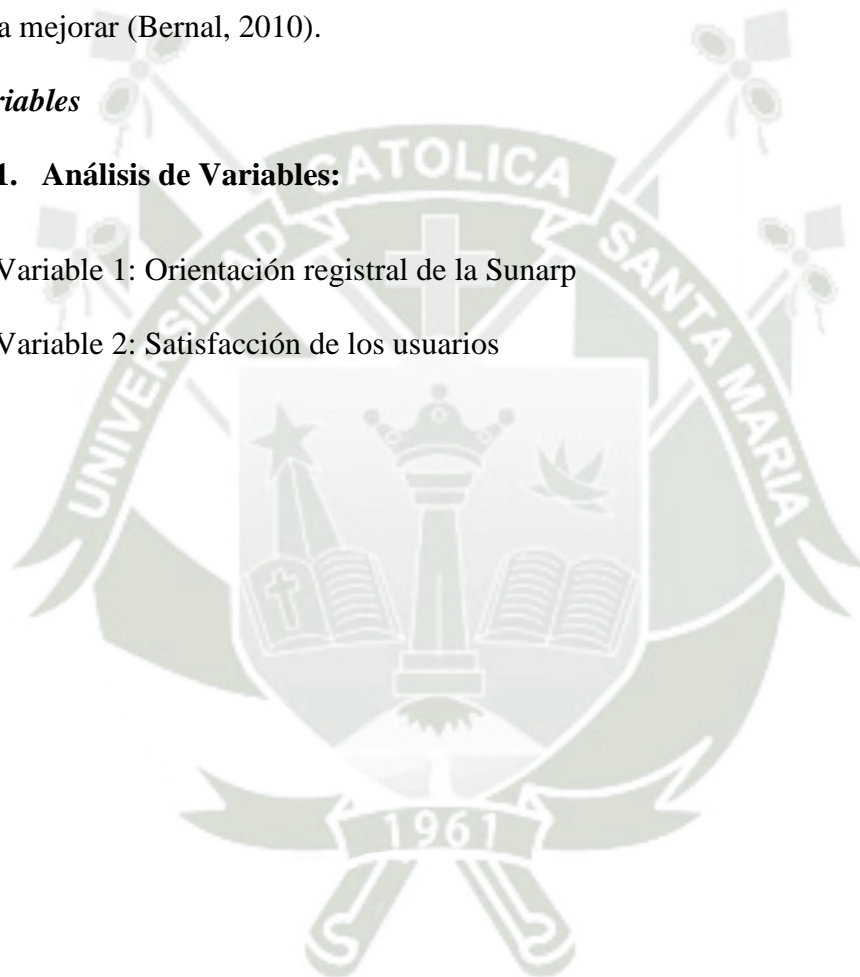 a mejorar (Bernal, 2010).
riables
1. Análisis de Variables:
Variable 1: Orientación registral de la Sunarp
Variable 2: Satisfacción de los usuarios
UNIVERSIDAD CATOLICA SANTA MARIA
1961